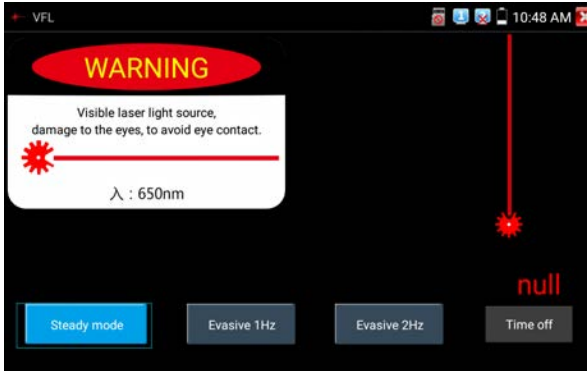 VFL
10:48 AM
WARNING
Visible laser light source,
damage to the eyes, to avoid eye contact.
入 : 650nm
null
Steady mode
Evasive 1Hz
Evasive 2Hz
Time off